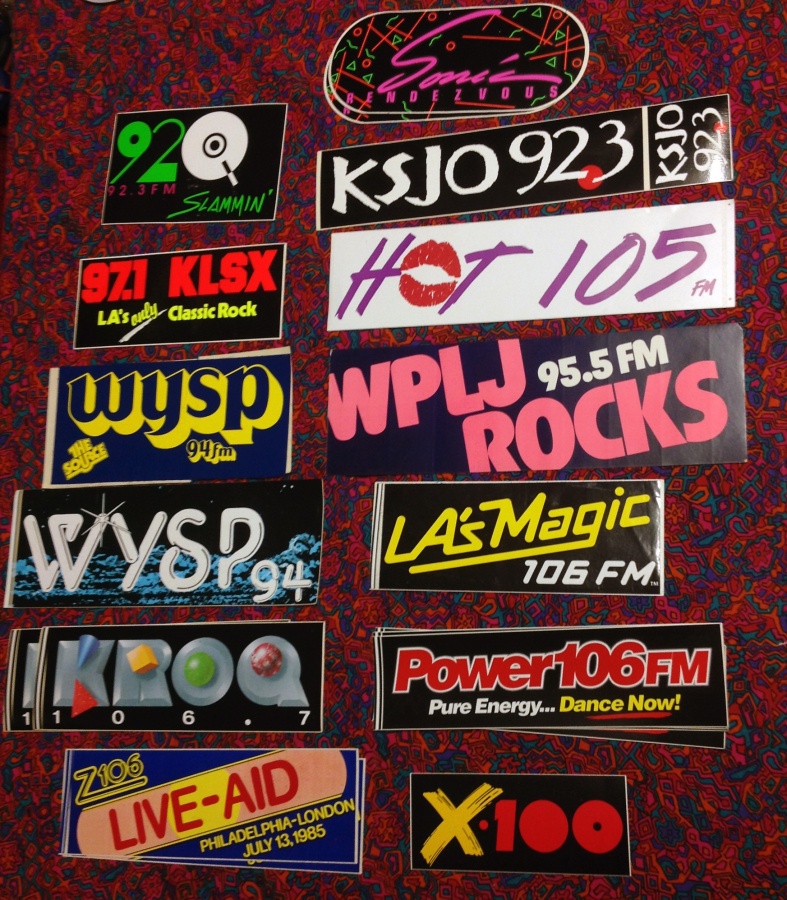 Sonic
RENDEZVOUS
92Q
92.3 FM
SLAMMIN'
KSJO 92.3
KSJO
92.3
97.1 KLSX
LA's only Classic Rock
HOT 105
FM
wysp
THE
SOURCE
94fm
WPLJ 95.5 FM
ROCKS
WYSP 94
LA's Magic
106 FM™
KROQ
106.7
Power 106 FM
Pure Energy... Dance Now!
Z106
LIVE-AID
PHILADELPHIA-LONDON
JULY 13, 1985
X·100